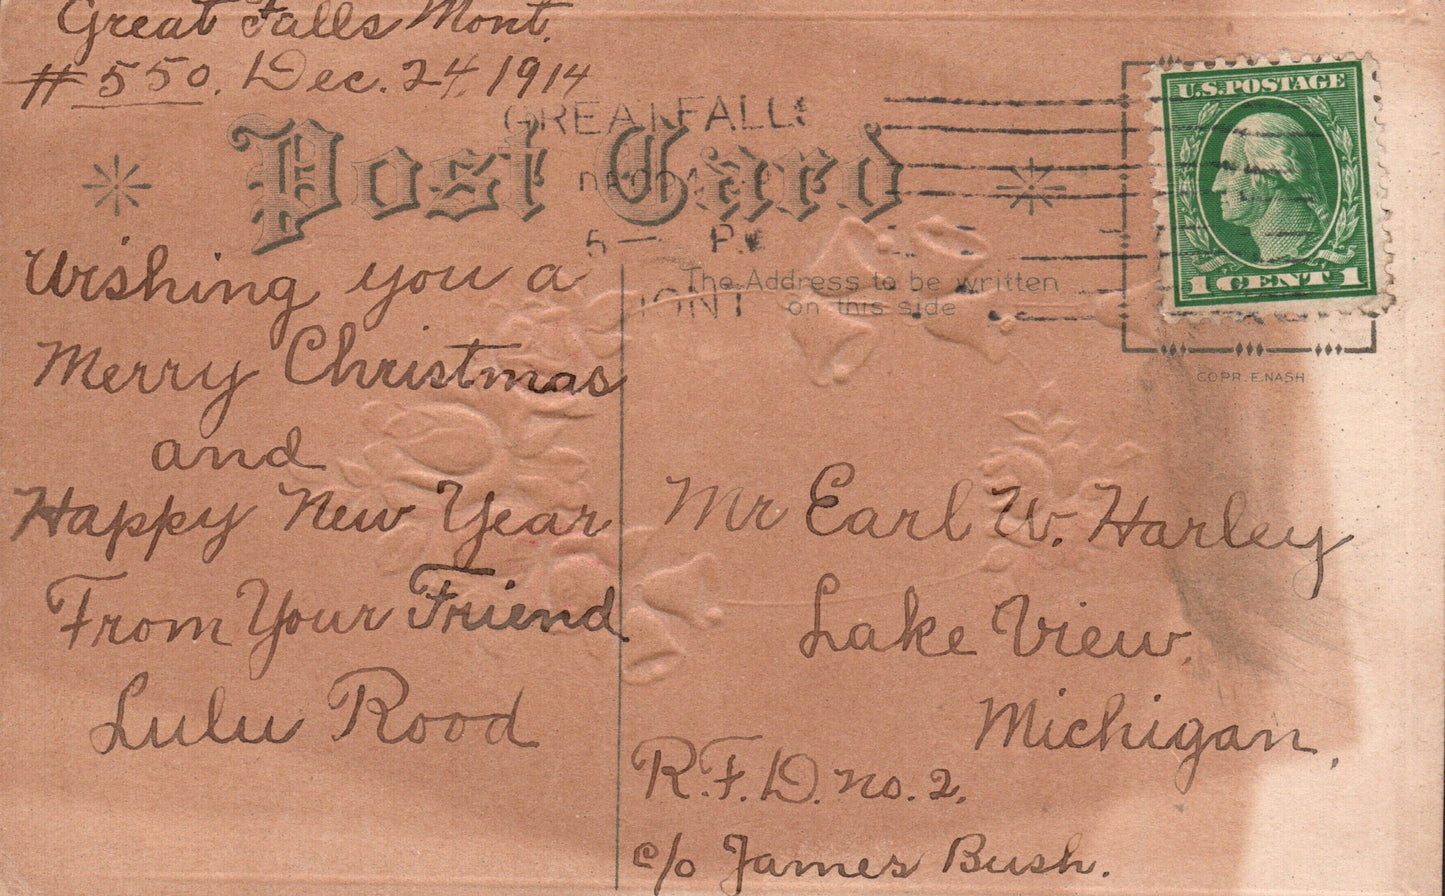 Great Falls Mont.
#550. Dec. 24, 1914
Post Card
GREAT FALLS
5 — P
MONT
U.S.POSTAGE
1 CENT 1
The Address to be written
on this side
COPR. E. NASH
Wishing you a
Merry Christmas
and
Happy New Year
From Your Friend
Lulu Rood
Mr Earl W. Harley
Lake View,
Michigan,
R.F.D. no. 2.
c/o James Bush.